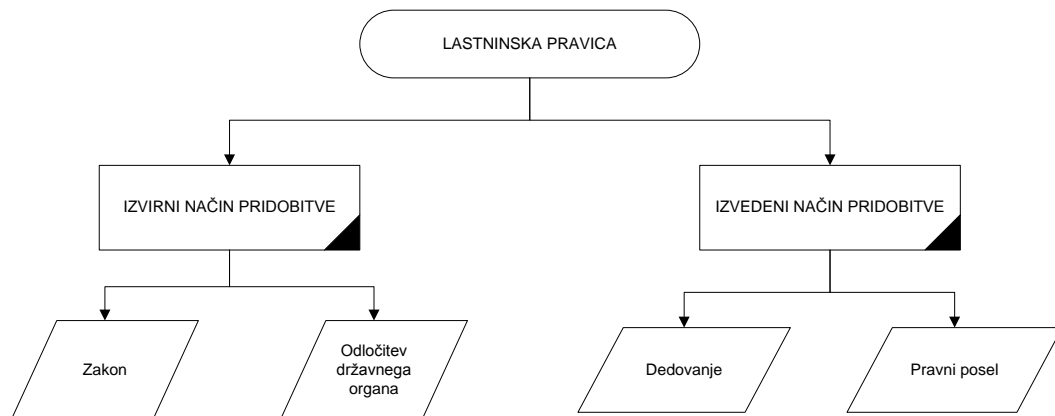 LASTNINSKA PRAVICA
IZVIRNI NAČIN PRIDOBITVE
IZVEDENI NAČIN PRIDOBITVE
Zakon
Odločitev
državnega
organa
Dedovanje
Pravni posel